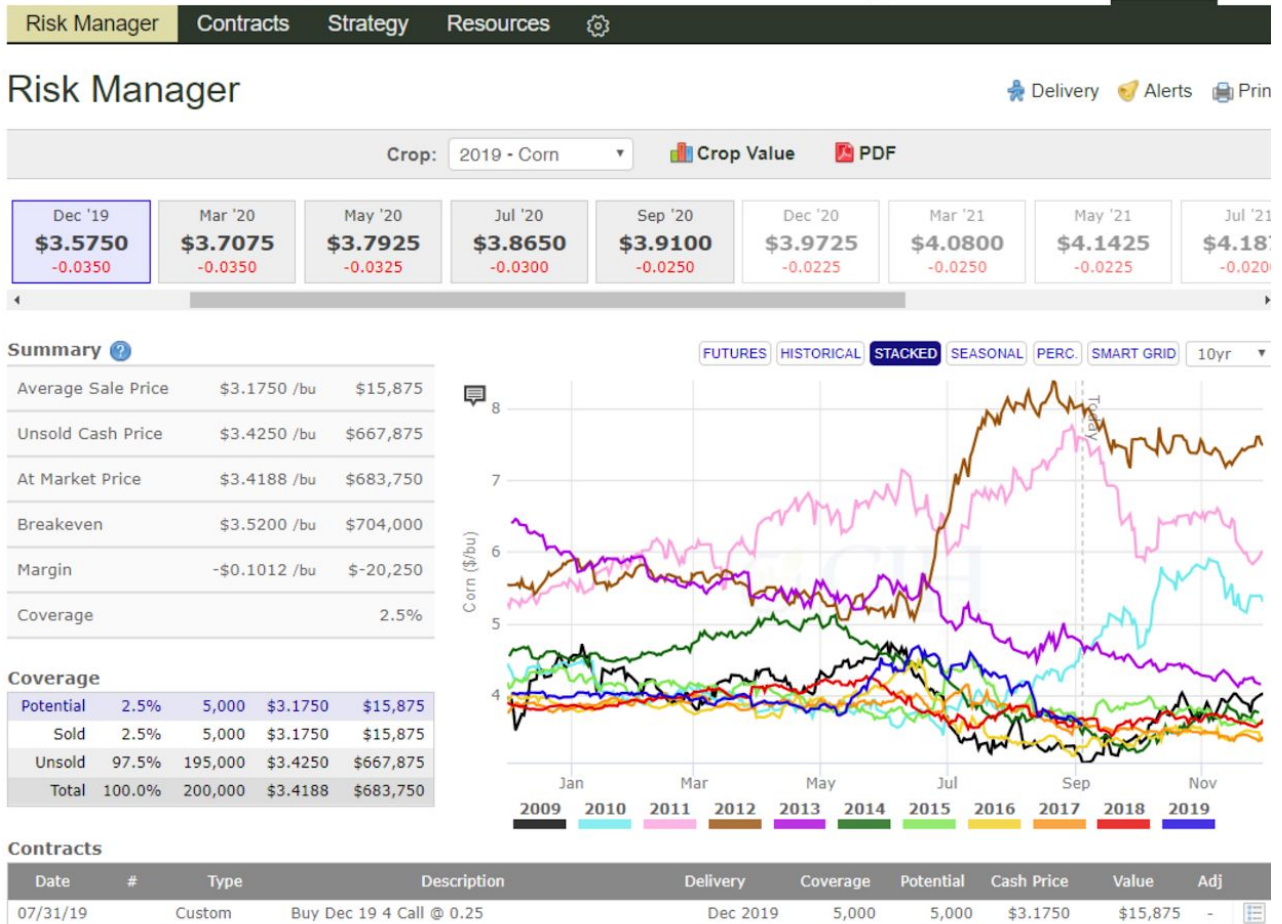 Risk Manager Contracts Strategy Resources
Risk Manager
Delivery Alerts Prin
Crop: 2019 - Corn Crop Value PDF
Dec '19 Mar '20 May '20 Jul '20 Sep '20 Dec '20 Mar '21 May '21 Jul '21
$3.5750 $3.7075 $3.7925 $3.8650 $3.9100 $3.9725 $4.0800 $4.1425 $4.187
-0.0350 -0.0350 -0.0325 -0.0300 -0.0250 -0.0225 -0.0250 -0.0225 -0.020
Summary ?
Average Sale Price $3.1750 /bu $15,875
Unsold Cash Price $3.4250 /bu $667,875
At Market Price $3.4188 /bu $683,750
Breakeven $3.5200 /bu $704,000
Margin -$0.1012 /bu $-20,250
Coverage 2.5%
FUTURES HISTORICAL STACKED SEASONAL PERC. SMART GRID 10yr
Corn ($/bu)
8
7
6
5
4
Today
CIH
Jan Mar May Jul Sep Nov
2009 2010 2011 2012 2013 2014 2015 2016 2017 2018 2019
Coverage
Potential 2.5% 5,000 $3.1750 $15,875
Sold 2.5% 5,000 $3.1750 $15,875
Unsold 97.5% 195,000 $3.4250 $667,875
Total 100.0% 200,000 $3.4188 $683,750
Contracts
Date # Type Description Delivery Coverage Potential Cash Price Value Adj
07/31/19 Custom Buy Dec 19 4 Call @ 0.25 Dec 2019 5,000 5,000 $3.1750 $15,875 -